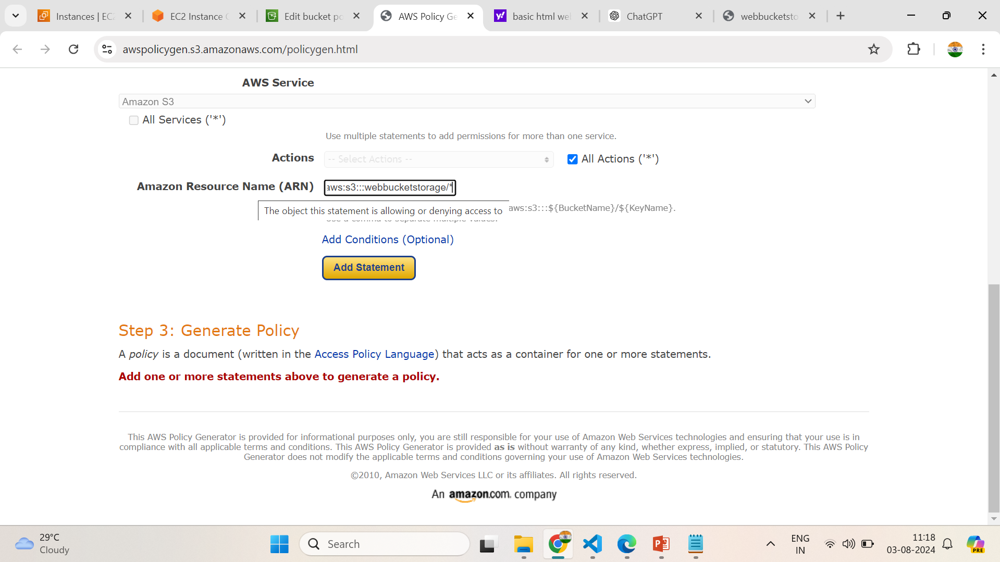 Instances | EC
EC2 Instance
Edit bucket po
AWS Policy Ge
basic html we
ChatGPT
webbucketsto
awspolicygen.s3.amazonaws.com/policygen.html
AWS Service
Amazon S3
All Services ('*')
Use multiple statements to add permissions for more than one service.
Actions
-- Select Actions --
All Actions ('*')
Amazon Resource Name (ARN)
aws:s3:::webbucketstorage/*
The object this statement is allowing or denying access to
aws:s3:::${BucketName}/${KeyName}.
Use a comma to separate multiple values.
Add Conditions (Optional)
Add Statement
Step 3: Generate Policy
A policy is a document (written in the Access Policy Language) that acts as a container for one or more statements.
Add one or more statements above to generate a policy.
This AWS Policy Generator is provided for informational purposes only, you are still responsible for your use of Amazon Web Services technologies and ensuring that your use is in
compliance with all applicable terms and conditions. This AWS Policy Generator is provided as is without warranty of any kind, whether express, implied, or statutory. This AWS Policy
Generator does not modify the applicable terms and conditions governing your use of Amazon Web Services technologies.
©2010, Amazon Web Services LLC or its affiliates. All rights reserved.
An amazon.com. company
29°C
Cloudy
Search
ENG
IN
11:18
03-08-2024
PRE